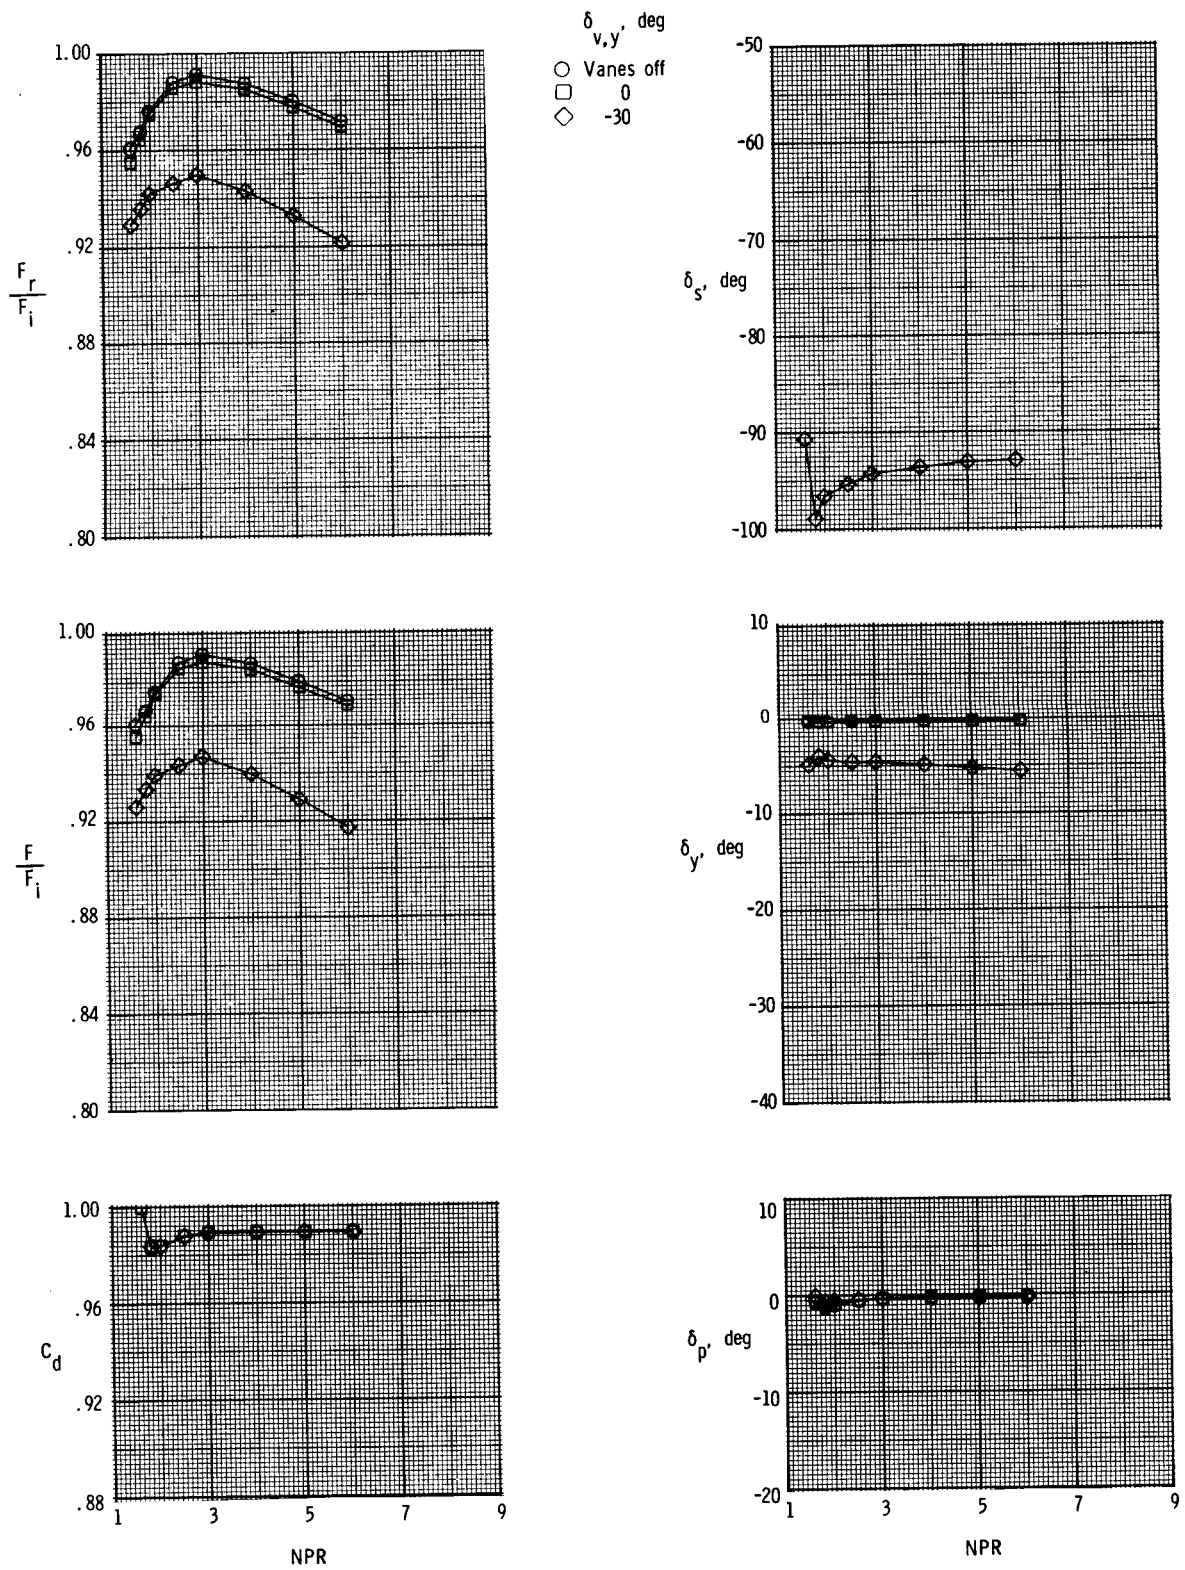 δv,y, deg
Vanes off
0
-30
1.00
.96
.92
.88
.84
.80
Fr
Fi
-50
-60
-70
-80
-90
-100
δs, deg
1.00
.96
.92
.88
.84
.80
F
Fi
10
0
-10
-20
-30
-40
δy, deg
1.00
.96
.92
.88
Cd
1 3 5 7 9
NPR
10
0
-10
-20
δp, deg
1 3 5 7 9
NPR